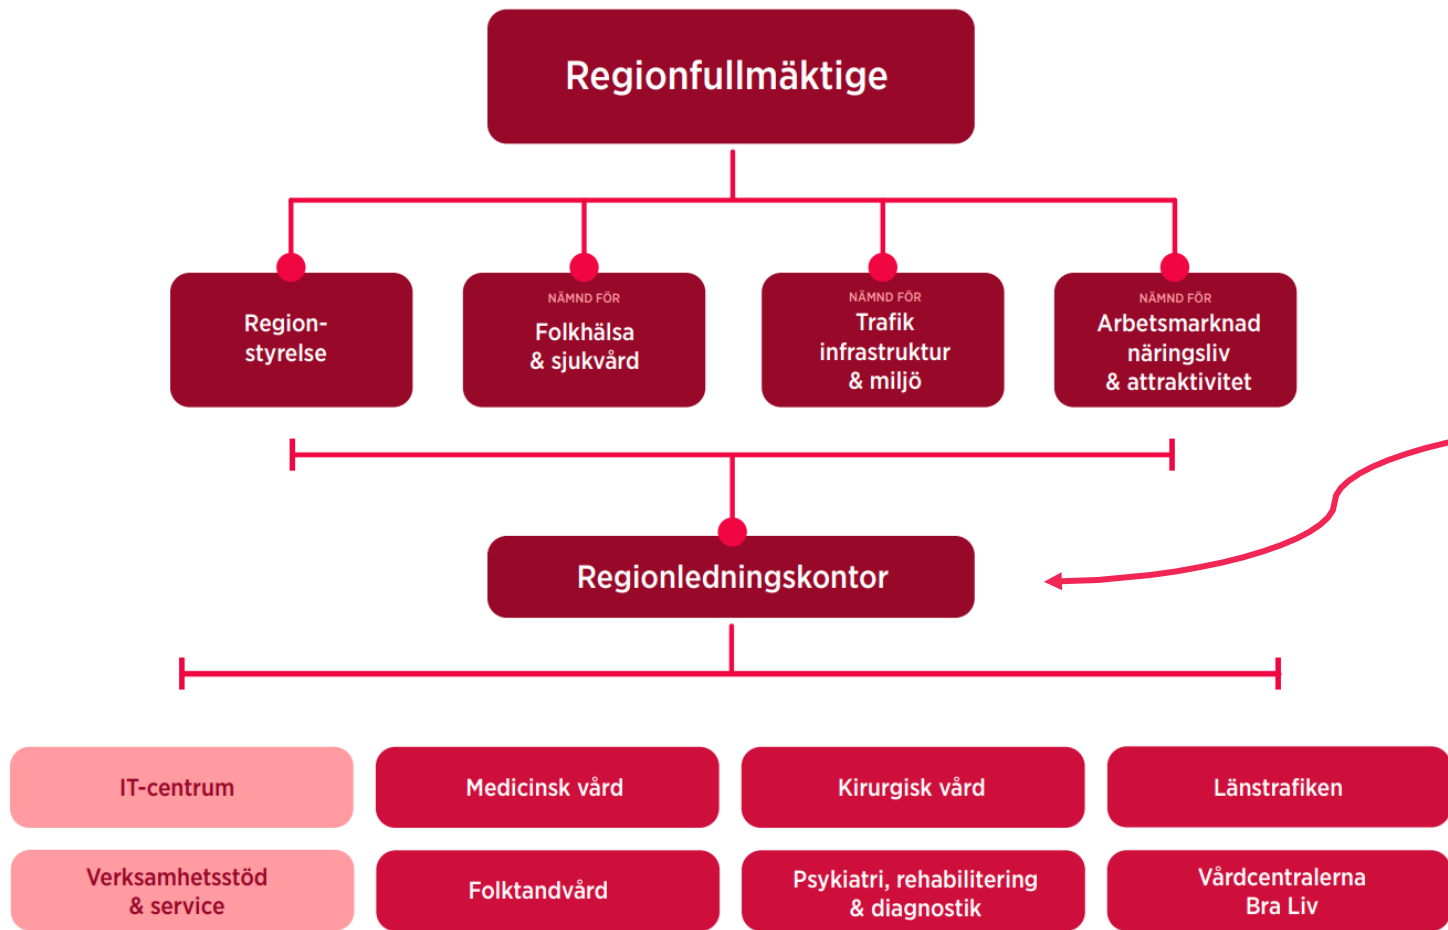 Regionfullmäktige
Region-
styrelse
NÄMND FÖR
Folkhälsa
& sjukvård
NÄMND FÖR
Trafik
infrastruktur
& miljö
NÄMND FÖR
Arbetsmarknad
näringsliv
& attraktivitet
Regionledningskontor
IT-centrum
Medicinsk vård
Kirurgisk vård
Länstrafiken
Verksamhetsstöd
& service
Folktandvård
Psykiatri, rehabilitering
& diagnostik
Vårdcentralerna
Bra Liv